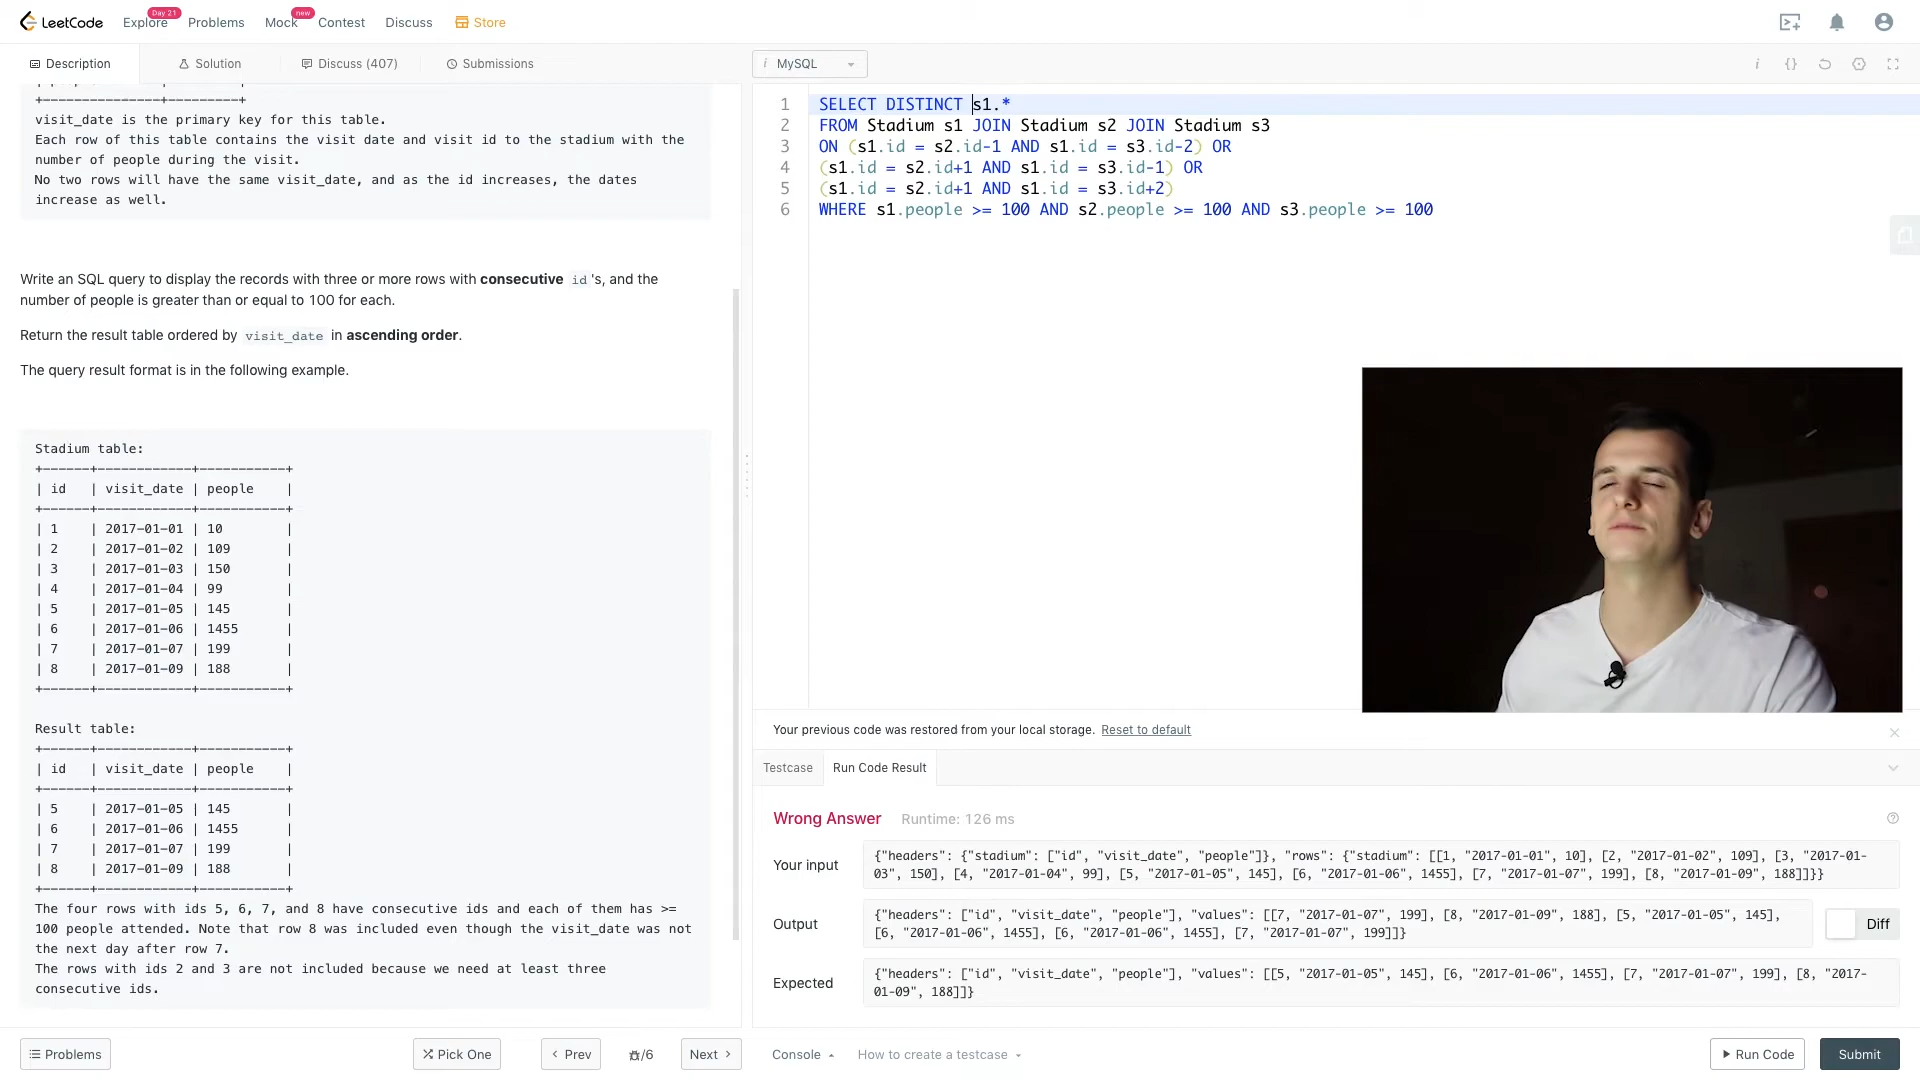 LeetCode
Explore
Day 21
Problems
Mock
new
Contest
Discuss
Store
Description
Solution
Discuss (407)
Submissions
i MySQL
+---------------+---------+
visit_date is the primary key for this table.
Each row of this table contains the visit date and visit id to the stadium with the
number of people during the visit.
No two rows will have the same visit_date, and as the id increases, the dates
increase as well.
Write an SQL query to display the records with three or more rows with consecutive id's, and the
number of people is greater than or equal to 100 for each.
Return the result table ordered by visit_date in ascending order.
The query result format is in the following example.
Stadium table:
+------+------------+-----------+
| id   | visit_date | people    |
+------+------------+-----------+
| 1    | 2017-01-01 | 10        |
| 2    | 2017-01-02 | 109       |
| 3    | 2017-01-03 | 150       |
| 4    | 2017-01-04 | 99        |
| 5    | 2017-01-05 | 145       |
| 6    | 2017-01-06 | 1455      |
| 7    | 2017-01-07 | 199       |
| 8    | 2017-01-09 | 188       |
+------+------------+-----------+
Result table:
+------+------------+-----------+
| id   | visit_date | people    |
+------+------------+-----------+
| 5    | 2017-01-05 | 145       |
| 6    | 2017-01-06 | 1455      |
| 7    | 2017-01-07 | 199       |
| 8    | 2017-01-09 | 188       |
+------+------------+-----------+
The four rows with ids 5, 6, 7, and 8 have consecutive ids and each of them has >=
100 people attended. Note that row 8 was included even though the visit_date was not
the next day after row 7.
The rows with ids 2 and 3 are not included because we need at least three
consecutive ids.
1 SELECT DISTINCT s1.*
2 FROM Stadium s1 JOIN Stadium s2 JOIN Stadium s3
3 ON (s1.id = s2.id-1 AND s1.id = s3.id-2) OR
4 (s1.id = s2.id+1 AND s1.id = s3.id-1) OR
5 (s1.id = s2.id+1 AND s1.id = s3.id+2)
6 WHERE s1.people >= 100 AND s2.people >= 100 AND s3.people >= 100
Your previous code was restored from your local storage. Reset to default
Testcase
Run Code Result
Wrong Answer
Runtime: 126 ms
Your input
{"headers": {"stadium": ["id", "visit_date", "people"]}, "rows": {"stadium": [[1, "2017-01-01", 10], [2, "2017-01-02", 109], [3, "2017-01-
03", 150], [4, "2017-01-04", 99], [5, "2017-01-05", 145], [6, "2017-01-06", 1455], [7, "2017-01-07", 199], [8, "2017-01-09", 188]]}}
Output
{"headers": ["id", "visit_date", "people"], "values": [[7, "2017-01-07", 199], [8, "2017-01-09", 188], [5, "2017-01-05", 145],
[6, "2017-01-06", 1455], [6, "2017-01-06", 1455], [7, "2017-01-07", 199]]}
Diff
Expected
{"headers": ["id", "visit_date", "people"], "values": [[5, "2017-01-05", 145], [6, "2017-01-06", 1455], [7, "2017-01-07", 199], [8, "2017-
01-09", 188]]}
Problems
Pick One
Prev
/6
Next
Console
How to create a testcase
Run Code
Submit